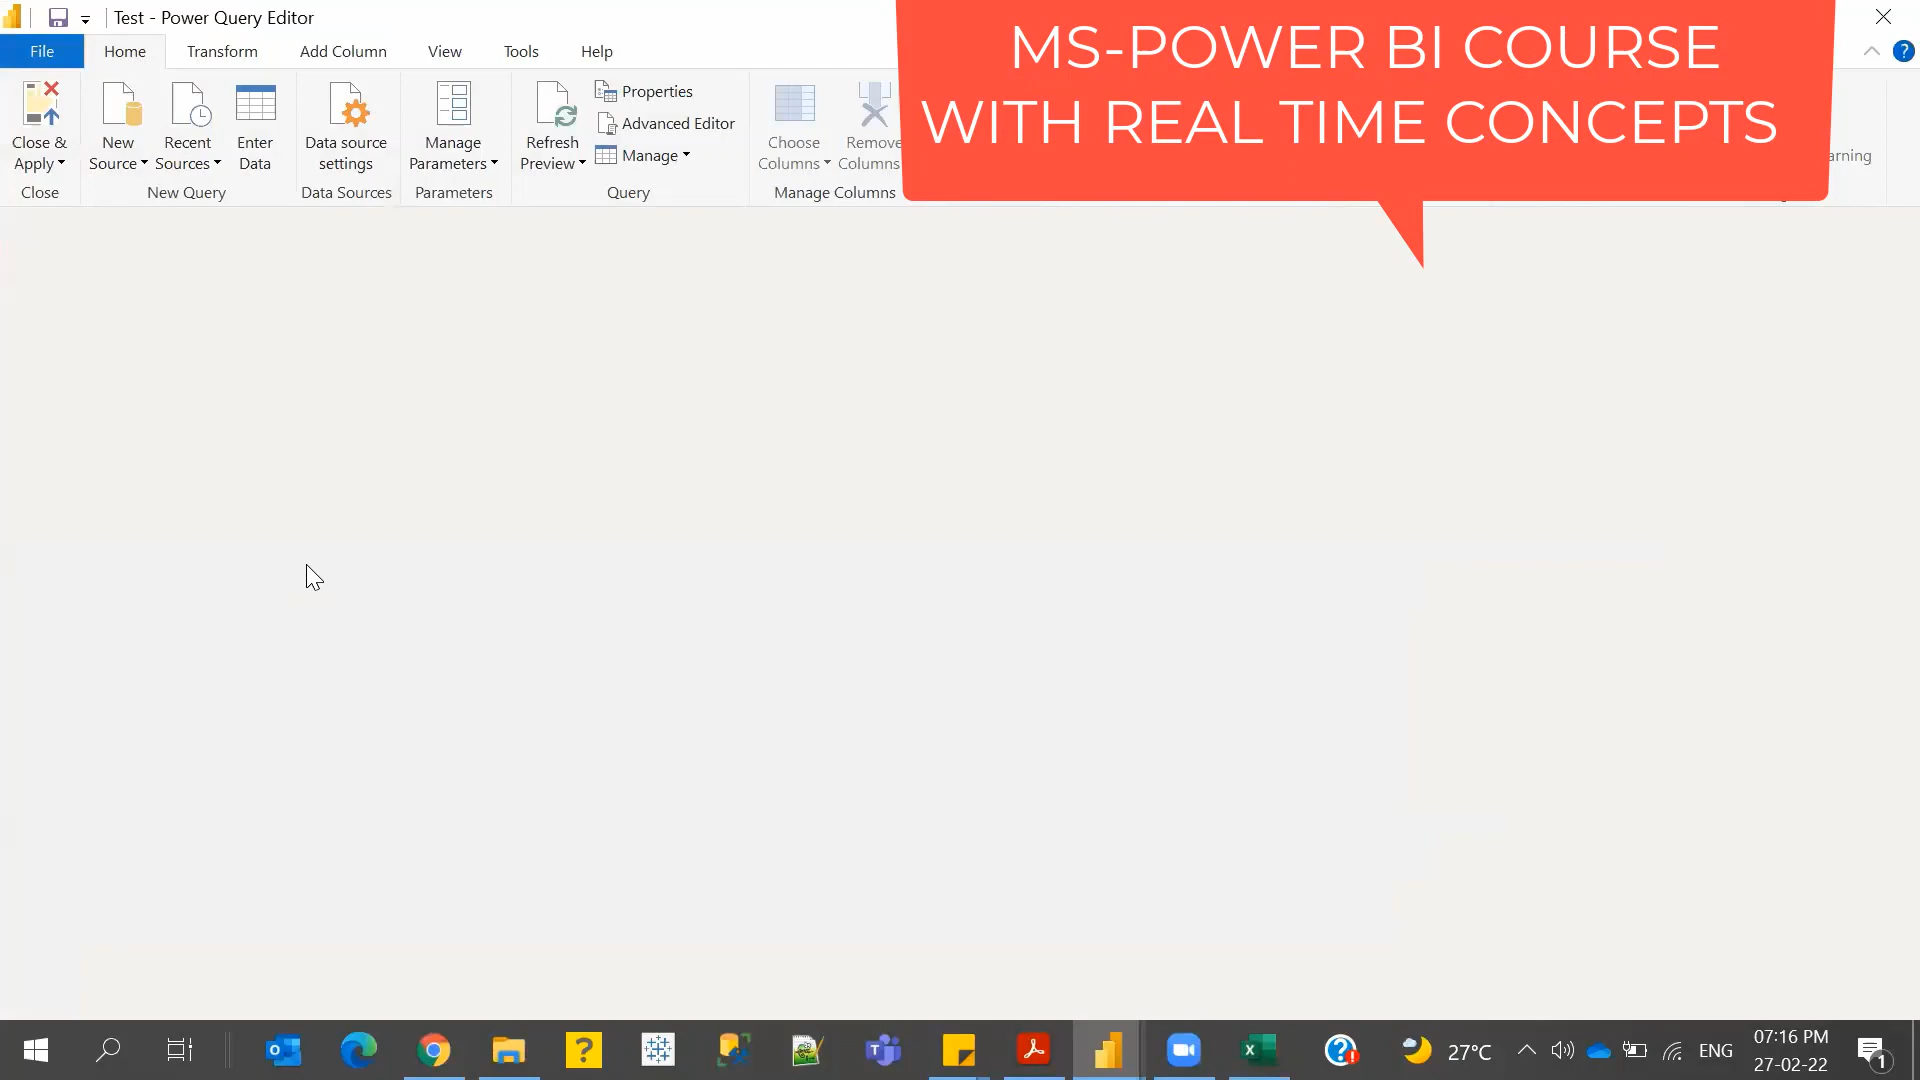 Test - Power Query Editor
MS-POWER BI COURSE
WITH REAL TIME CONCEPTS
File Home Transform Add Column View Tools Help
?
Close & Apply
New Source
Recent Sources
Enter Data
Data source settings
Manage Parameters
Refresh Preview
Properties
Advanced Editor
Manage
Choose Columns
Remove Columns
Close
New Query
Data Sources
Parameters
Query
Manage Columns
27°C
ENG
07:16 PM
27-02-22
1